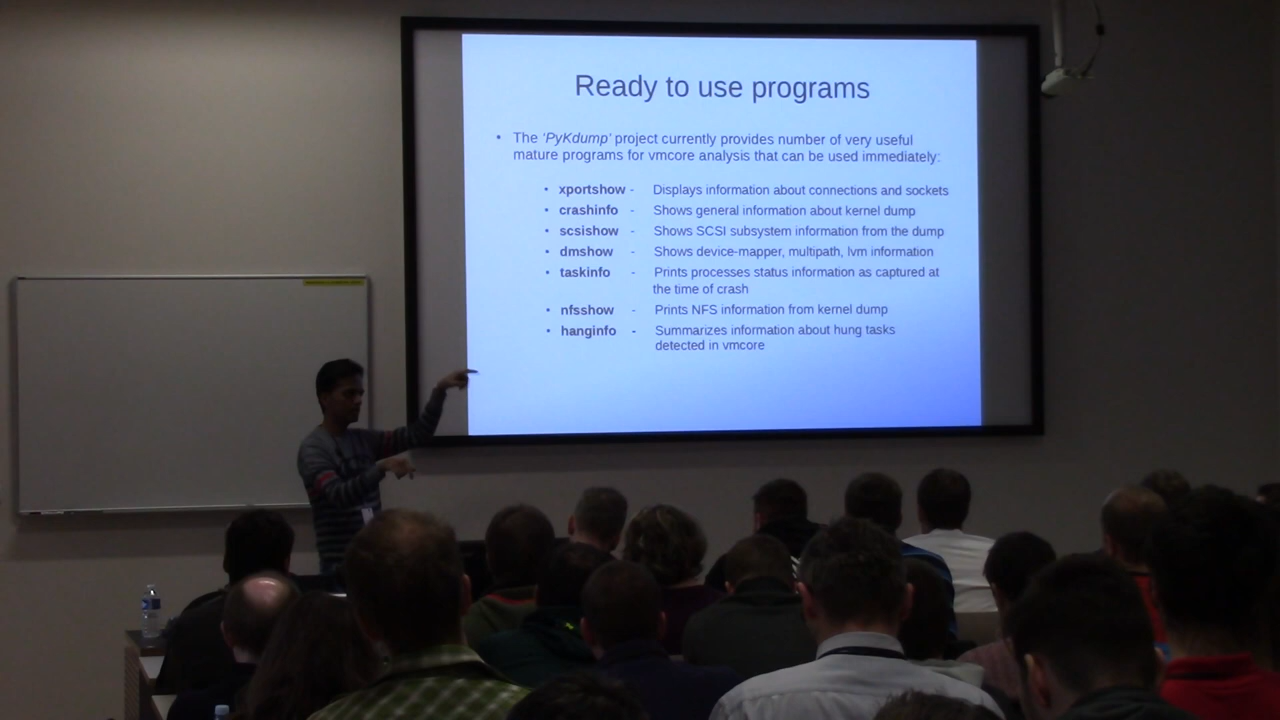 Ready to use programs
• The ‘PyKdump’ project currently provides number of very useful
mature programs for vmcore analysis that can be used immediately:
• xportshow - Displays information about connections and sockets
• crashinfo - Shows general information about kernel dump
• scsishow - Shows SCSI subsystem information from the dump
• dmshow - Shows device-mapper, multipath, lvm information
• taskinfo - Prints processes status information as captured at
the time of crash
• nfsshow - Prints NFS information from kernel dump
• hanginfo - Summarizes information about hung tasks
detected in vmcore